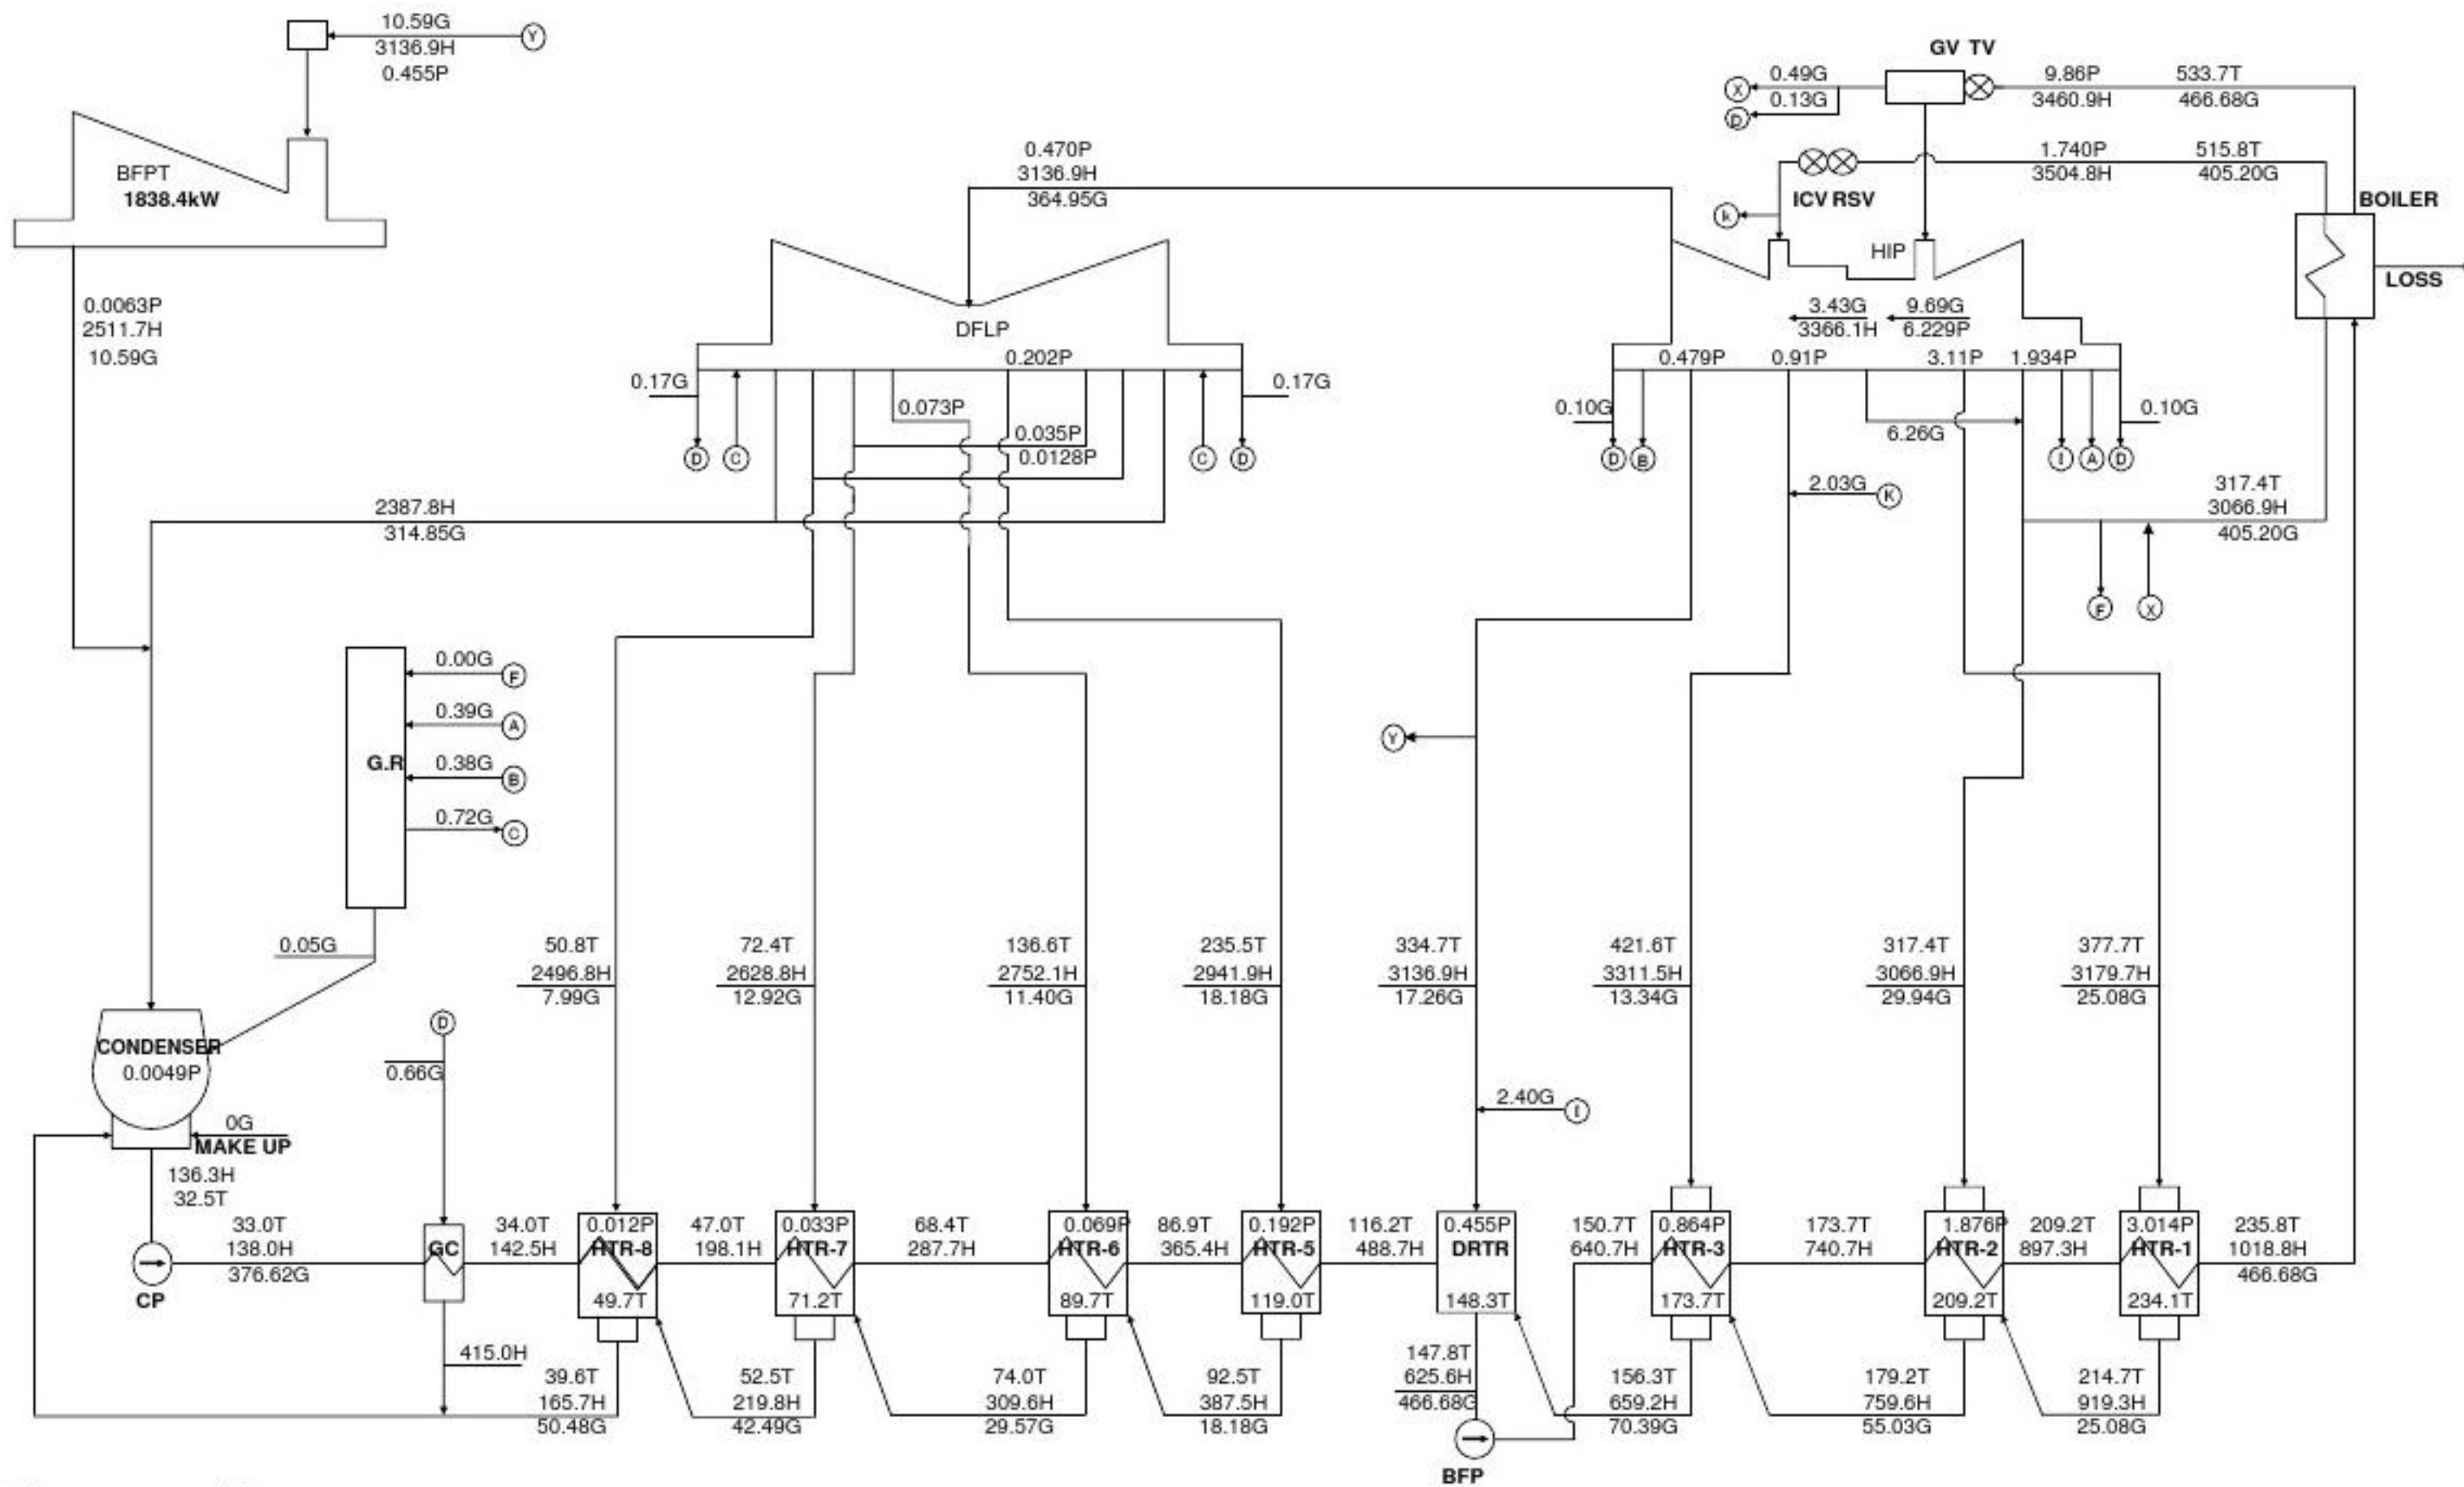 10.59G
3136.9H
0.455P
Y
BFPT
1838.4kW
0.0063P
2511.7H
10.59G
0.470P
3136.9H
364.95G
GV TV
X
0.49G
D
0.13G
9.86P
533.7T
3460.9H
466.68G
1.740P
515.8T
3504.8H
405.20G
ICV RSV
k
BOILER
LOSS
HIP
3.43G
9.69G
3366.1H
6.229P
0.479P
0.91P
3.11P
1.934P
DFLP
0.202P
0.17G
0.17G
0.073P
0.035P
0.0128P
D
C
C
D
0.10G
0.10G
6.26G
D
B
I
A
D
2.03G
K
317.4T
3066.9H
405.20G
F
X
2387.8H
314.85G
0.00G
F
0.39G
A
G.R
0.38G
B
0.72G
C
0.05G
Y
50.8T
2496.8H
7.99G
72.4T
2628.8H
12.92G
136.6T
2752.1H
11.40G
235.5T
2941.9H
18.18G
334.7T
3136.9H
17.26G
421.6T
3311.5H
13.34G
317.4T
3066.9H
29.94G
377.7T
3179.7H
25.08G
CONDENSER
0.0049P
D
0.66G
2.40G
I
0G
MAKE UP
136.3H
32.5T
33.0T
138.0H
376.62G
CP
GC
34.0T
142.5H
0.012P
HTR-8
49.7T
47.0T
198.1H
0.033P
HTR-7
71.2T
68.4T
287.7H
0.069P
HTR-6
89.7T
86.9T
365.4H
0.192P
HTR-5
119.0T
116.2T
488.7H
0.455P
DRTR
148.3T
150.7T
640.7H
0.864P
HTR-3
173.7T
173.7T
740.7H
1.876P
HTR-2
209.2T
209.2T
897.3H
3.014P
HTR-1
234.1T
235.8T
1018.8H
466.68G
415.0H
39.6T
165.7H
50.48G
52.5T
219.8H
42.49G
74.0T
309.6H
29.57G
92.5T
387.5H
18.18G
147.8T
625.6H
466.68G
BFP
156.3T
659.2H
70.39G
179.2T
759.6H
55.03G
214.7T
919.3H
25.08G